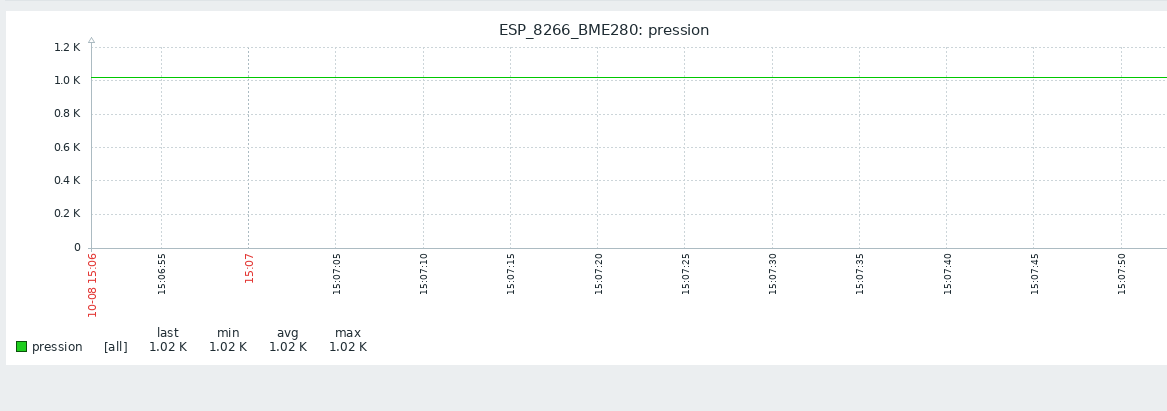 ESP_8266_BME280: pression
1.2 K
1.0 K
0.8 K
0.6 K
0.4 K
0.2 K
0
10-08 15:06
15:06:55
15:07
15:07:05
15:07:10
15:07:15
15:07:20
15:07:25
15:07:30
15:07:35
15:07:40
15:07:45
15:07:50
last min avg max
pression [all] 1.02 K 1.02 K 1.02 K 1.02 K